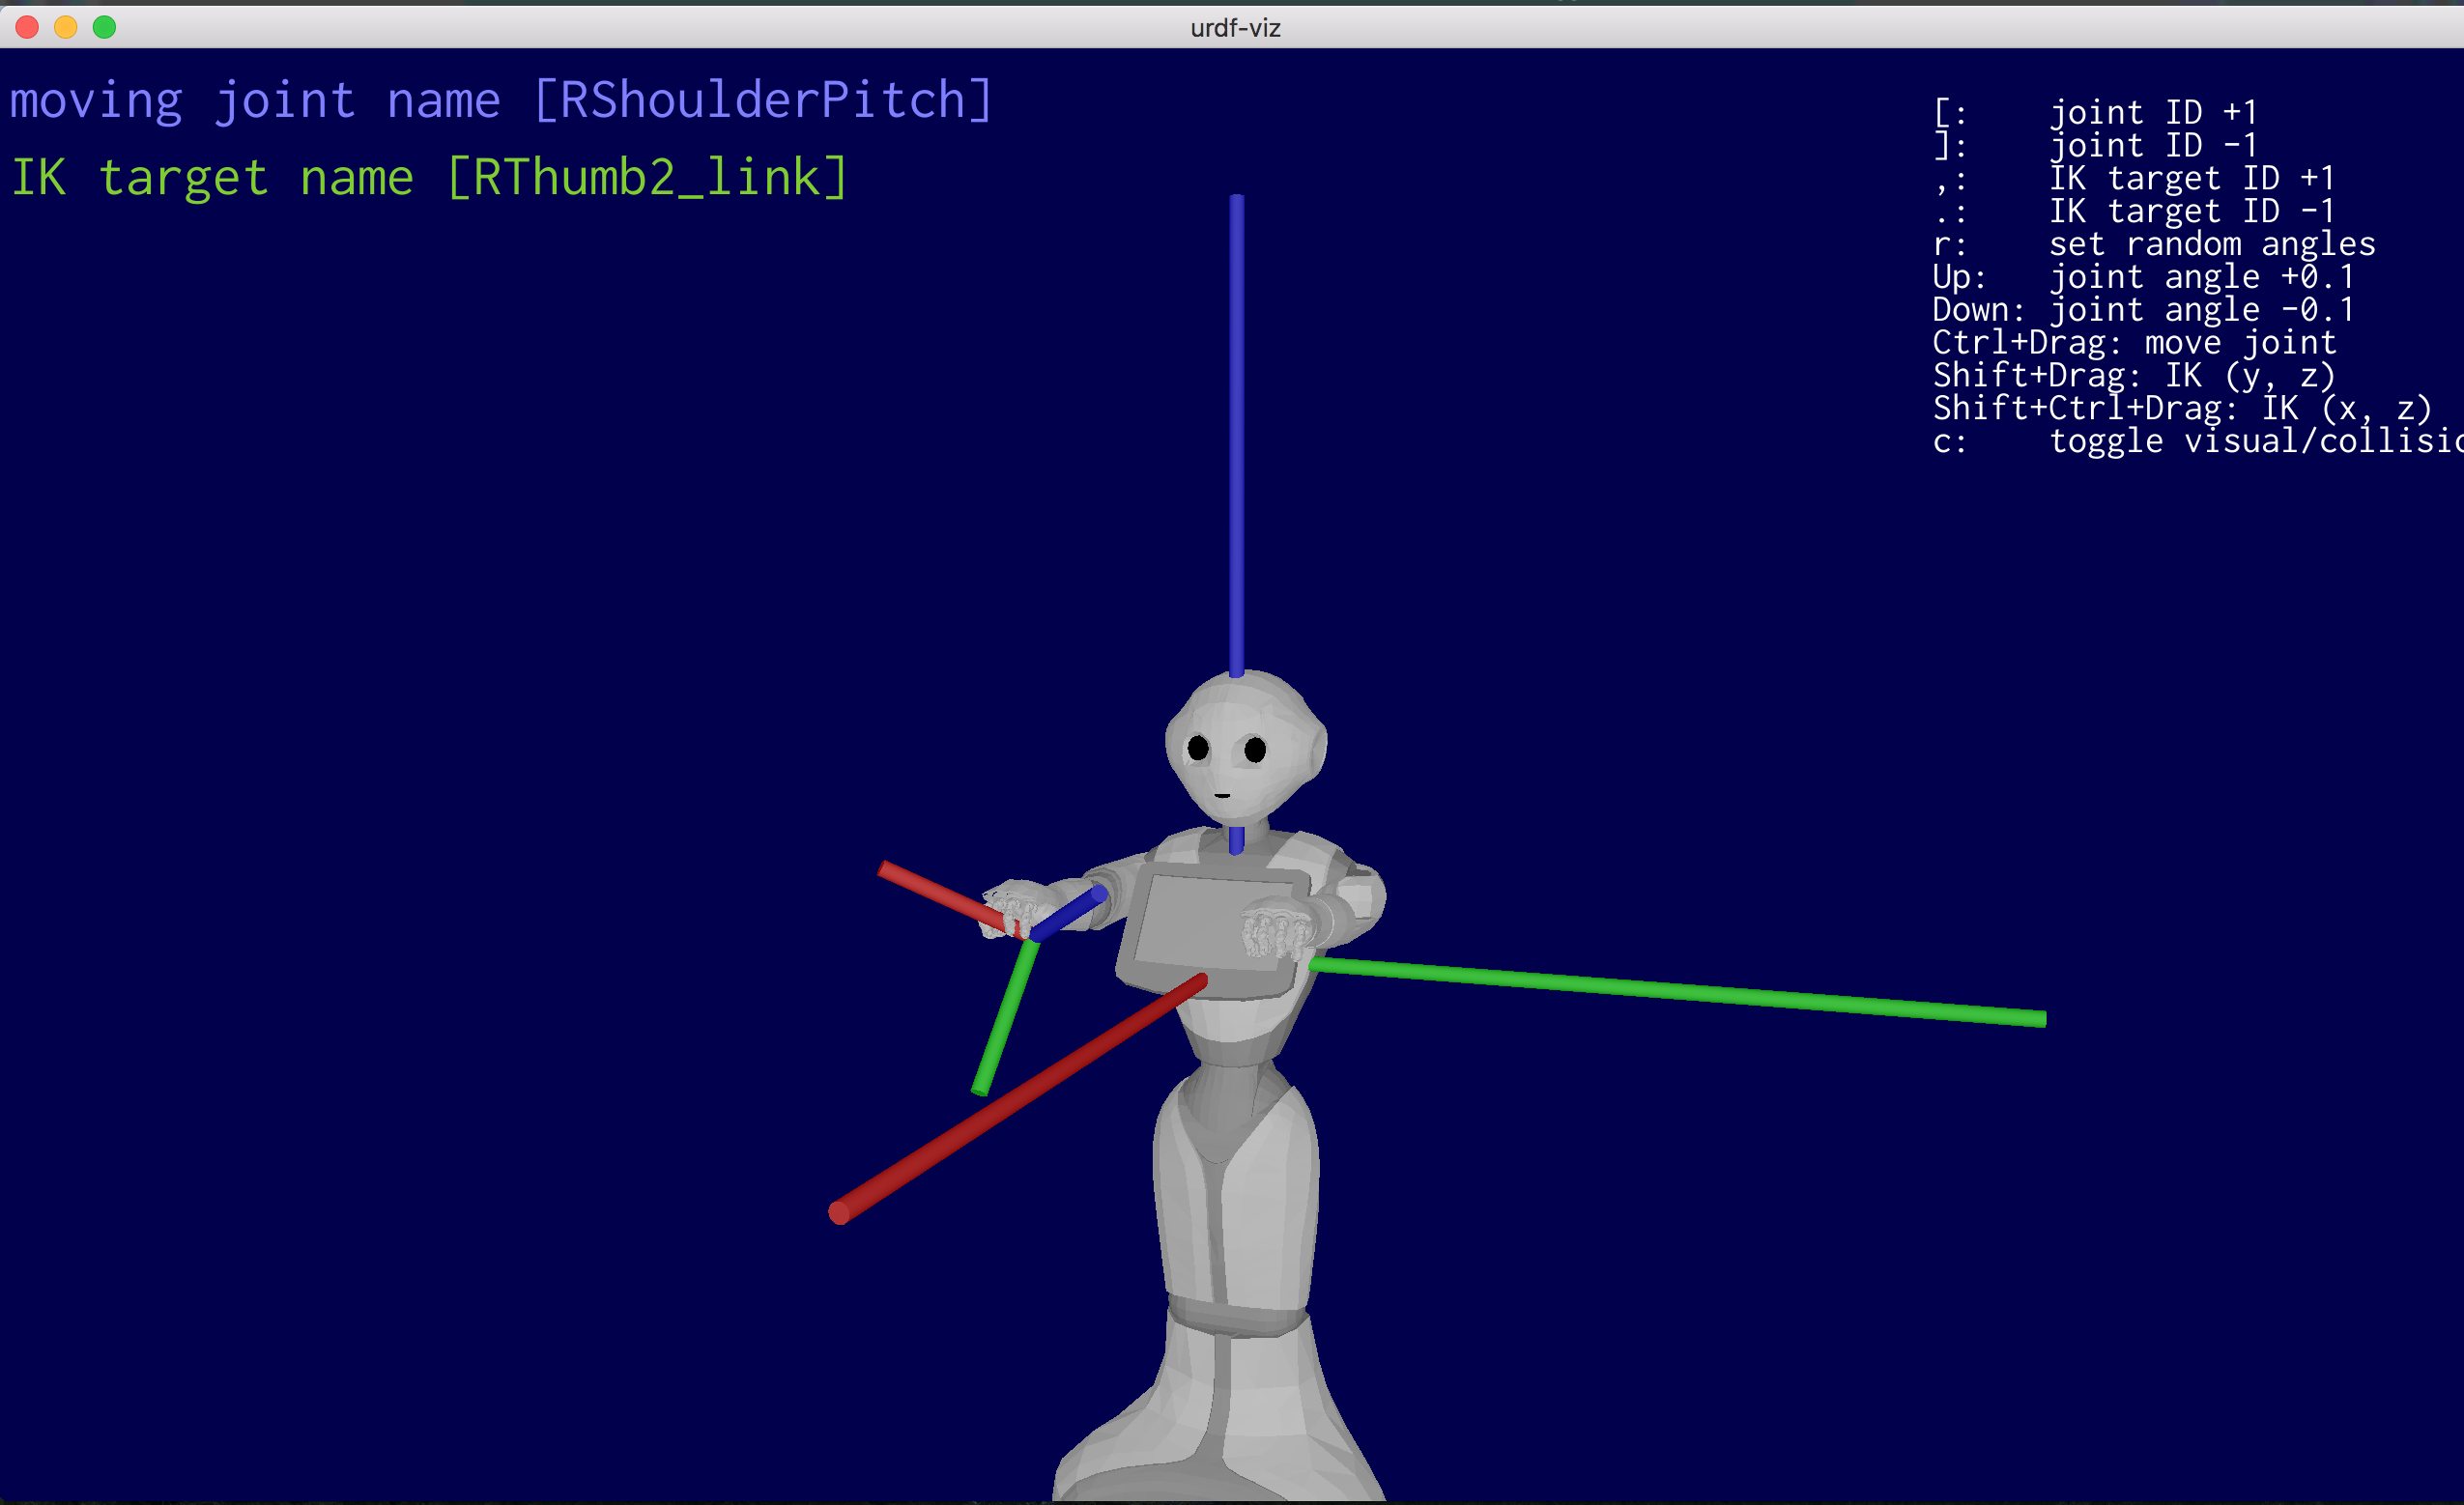 urdf-viz
moving joint name [RShoulderPitch]
IK target name [RThumb2_link]
[: joint ID +1
]: joint ID -1
,: IK target ID +1
.: IK target ID -1
r: set random angles
Up: joint angle +0.1
Down: joint angle -0.1
Ctrl+Drag: move joint
Shift+Drag: IK (y, z)
Shift+Ctrl+Drag: IK (x, z)
c: toggle visual/collisi